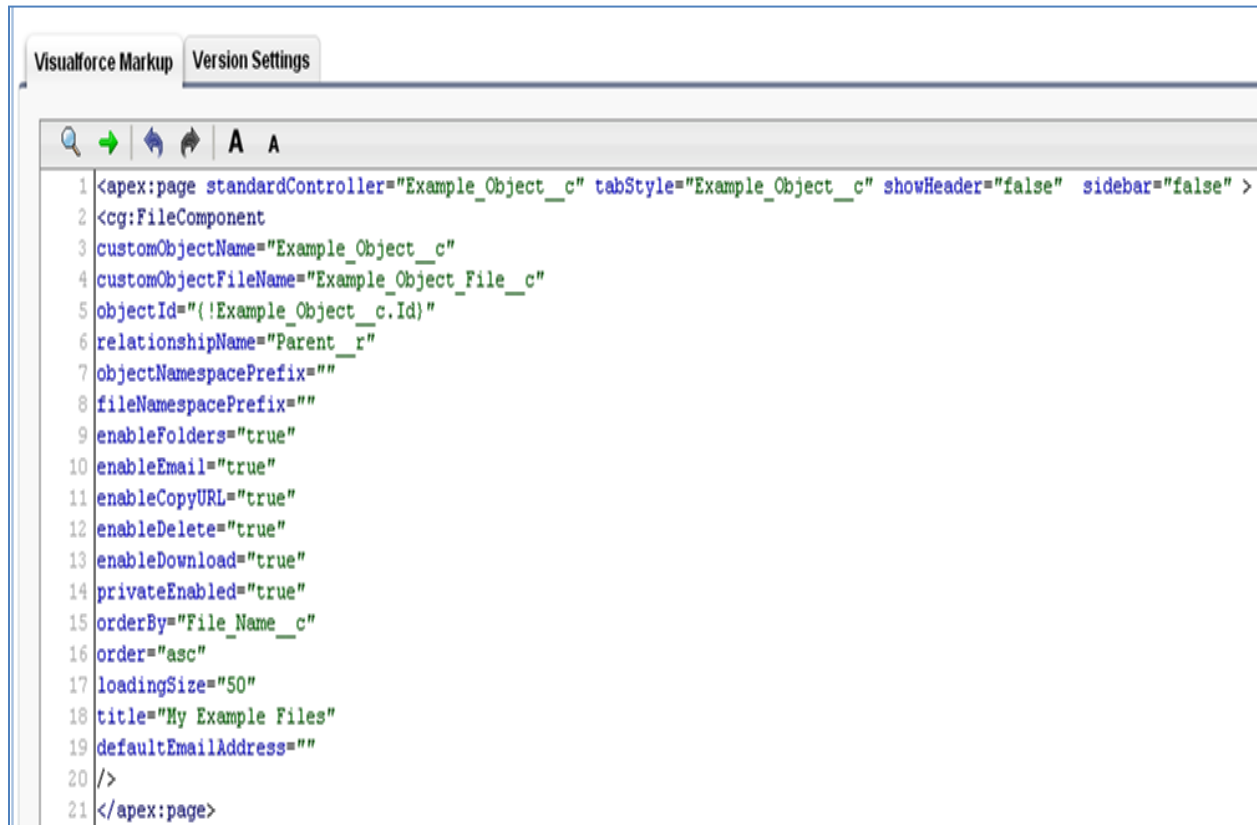 Visualforce Markup Version Settings
A A
1 <apex:page standardController="Example_Object__c" tabStyle="Example_Object__c" showHeader="false"  sidebar="false" >
2 <cg:FileComponent
3 customObjectName="Example_Object__c"
4 customObjectFileName="Example_Object_File__c"
5 objectId="{!Example_Object__c.Id}"
6 relationshipName="Parent__r"
7 objectNamespacePrefix=""
8 fileNamespacePrefix=""
9 enableFolders="true"
10 enableEmail="true"
11 enableCopyURL="true"
12 enableDelete="true"
13 enableDownload="true"
14 privateEnabled="true"
15 orderBy="File_Name__c"
16 order="asc"
17 loadingSize="50"
18 title="My Example Files"
19 defaultEmailAddress=""
20 />
21 </apex:page>